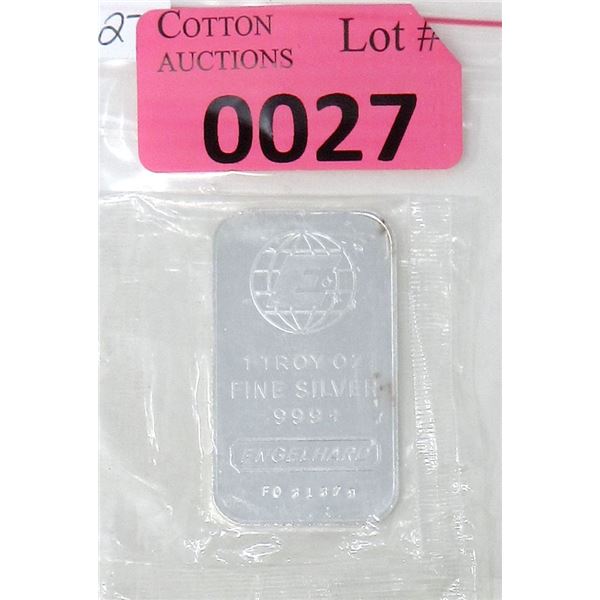 27
COTTON Lot #
AUCTIONS
0027
1 TROY OZ
FINE SILVER
.999+
ENGELHARD